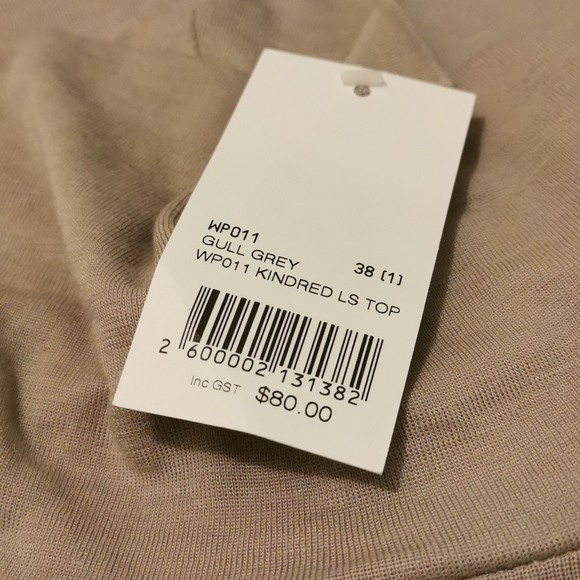 WP011
GULL GREY 38 [1]
WP011 KINDRED LS TOP
2 600002 131382
Inc GST $80.00